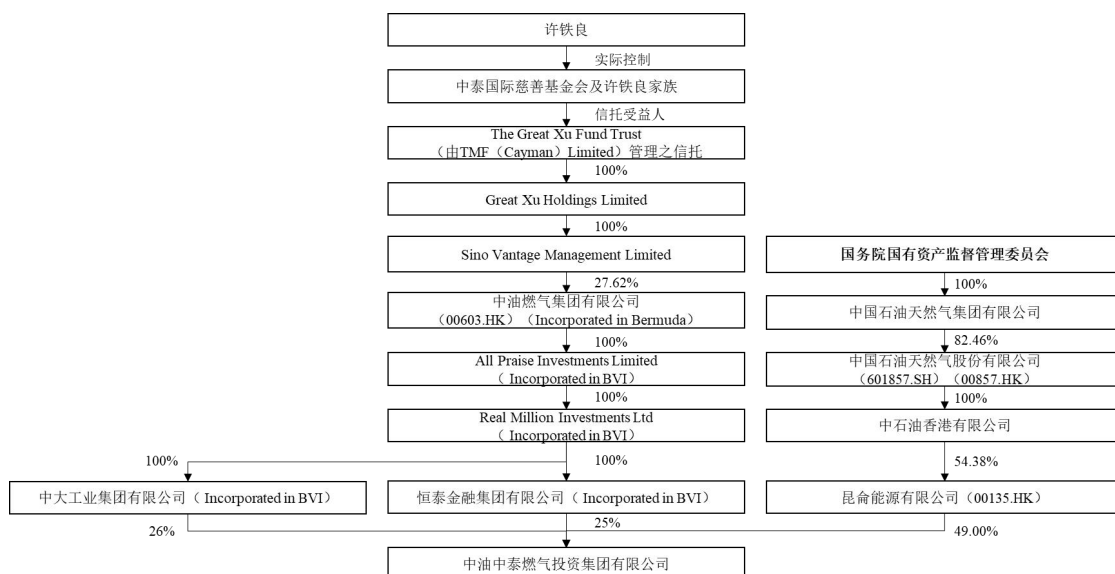 许铁良
实际控制
中泰国际慈善基金会及许铁良家族
信托受益人
The Great Xu Fund Trust
（由TMF（Cayman）Limited）管理之信托
100%
Great Xu Holdings Limited
100%
Sino Vantage Management Limited
国务院国有资产监督管理委员会
27.62%
100%
中油燃气集团有限公司
（00603.HK）（Incorporated in Bermuda）
中国石油天然气集团有限公司
100%
82.46%
All Praise Investments Limited
（ Incorporated in BVI）
中国石油天然气股份有限公司
（601857.SH）（00857.HK）
100%
100%
Real Million Investments Ltd
（ Incorporated in BVI）
中石油香港有限公司
100%
100%
54.38%
中大工业集团有限公司（ Incorporated in BVI）
恒泰金融集团有限公司（ Incorporated in BVI）
昆仑能源有限公司（00135.HK）
26%
25%
49.00%
中油中泰燃气投资集团有限公司